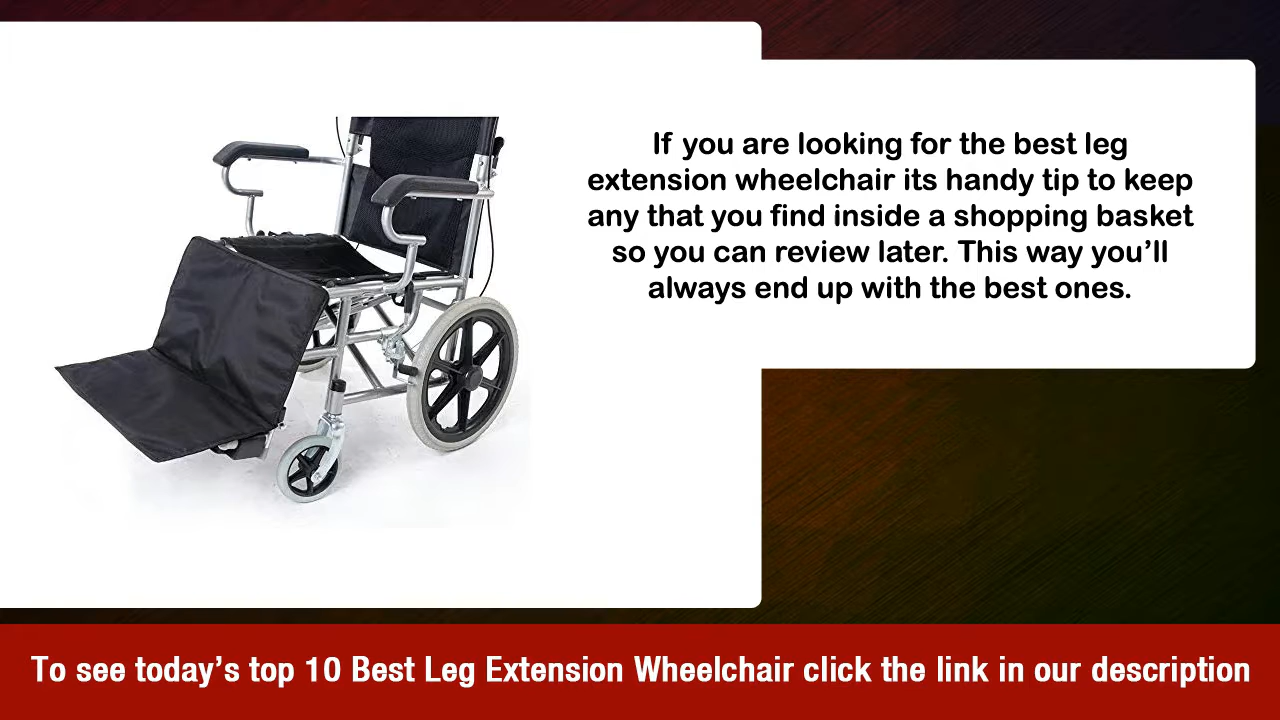 If you are looking for the best leg
extension wheelchair its handy tip to keep
any that you find inside a shopping basket
so you can review later. This way you’ll
always end up with the best ones.
To see today’s top 10 Best Leg Extension Wheelchair click the link in our description